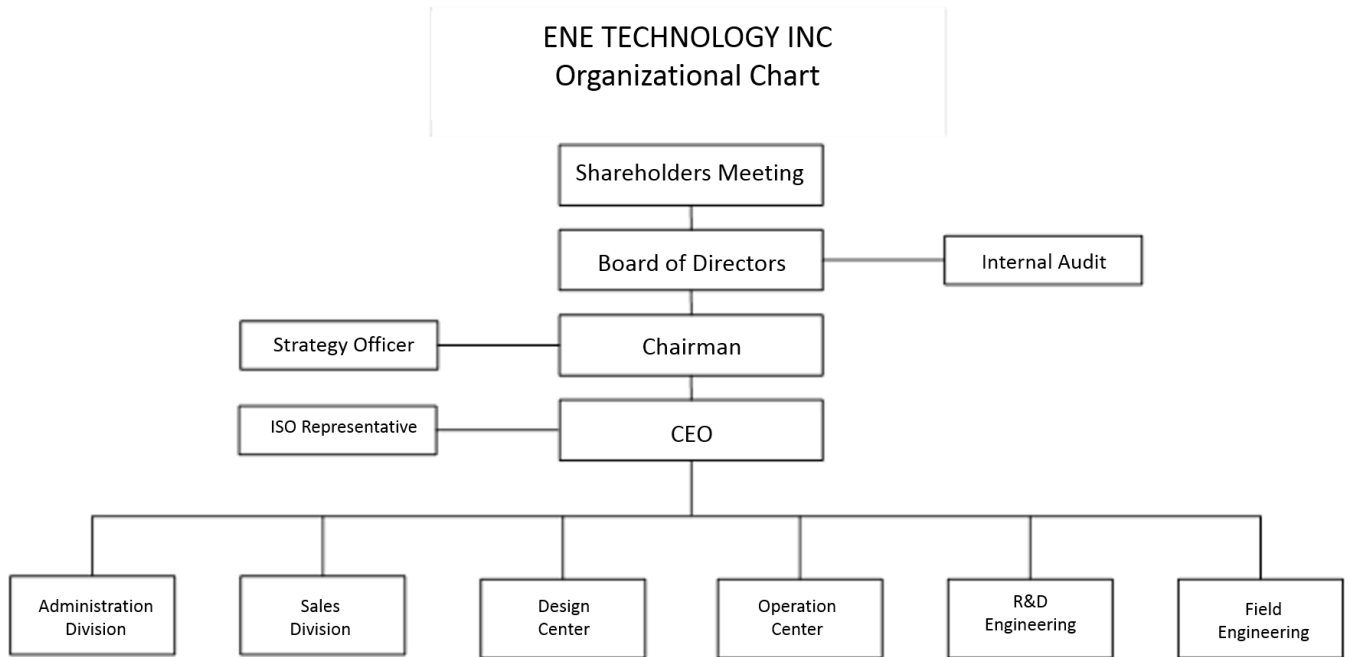 ENE TECHNOLOGY INC
Organizational Chart
Shareholders Meeting
Board of Directors
Internal Audit
Strategy Officer
Chairman
ISO Representative
CEO
Administration
Division
Sales
Division
Design
Center
Operation
Center
R&D
Engineering
Field
Engineering